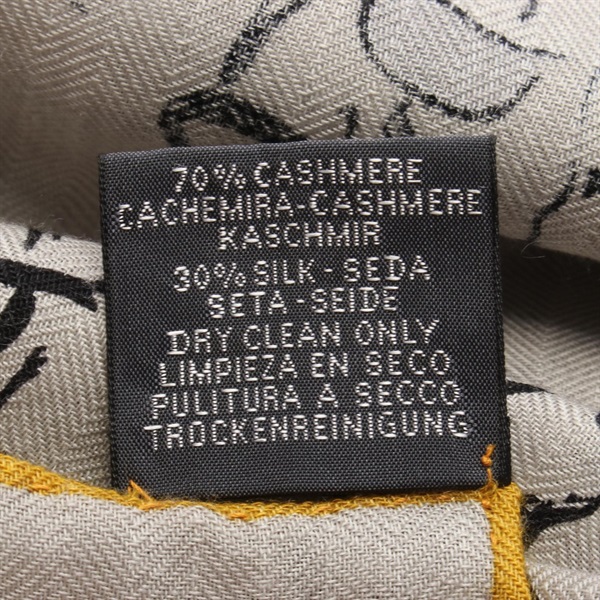 70% CASHMERE
CACHEMIRA-CASHMERE
KASCHMIR
30% SILK - SEDA
SETA - SEIDE
DRY CLEAN ONLY
LIMPIEZA EN SECO
PULITURA A SECCO
TROCKENREINIGUNG